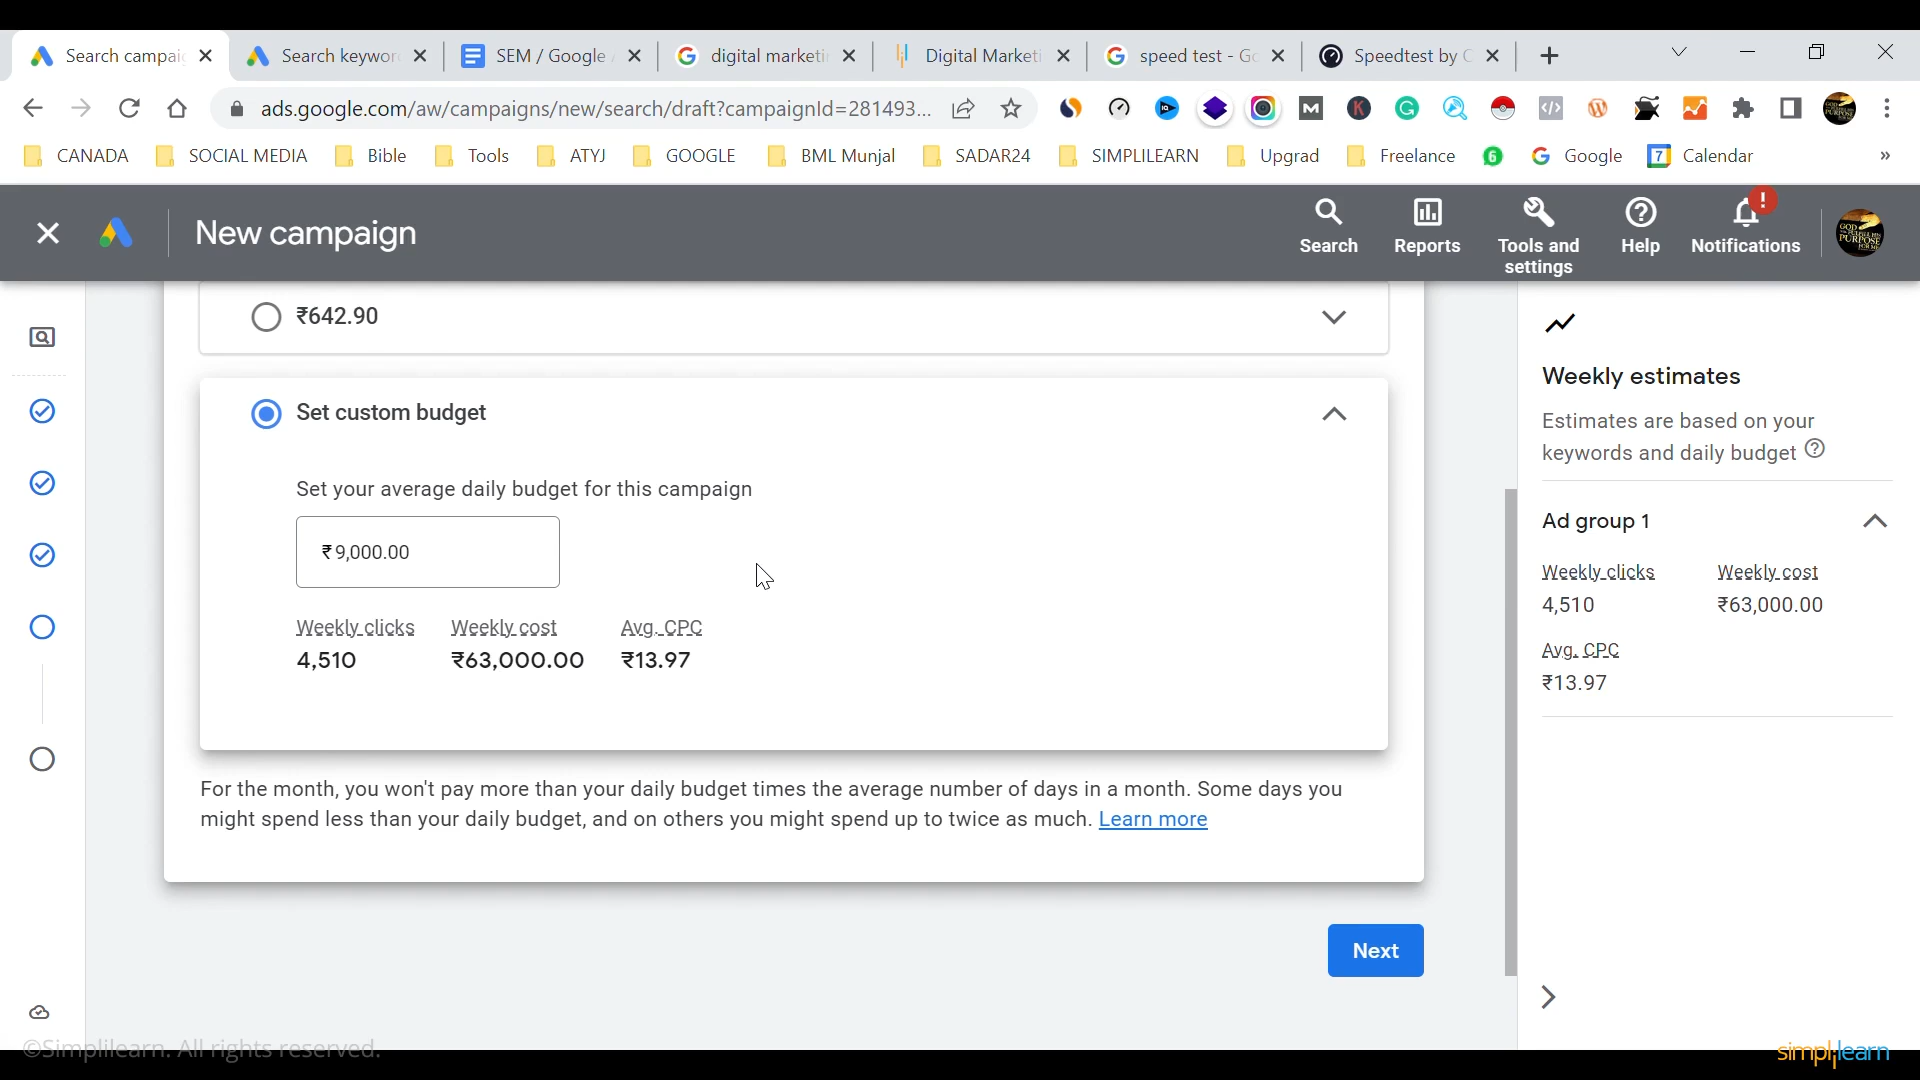 Search campaig
Search keywor
SEM / Google
digital marketi
Digital Marketi
speed test - Go
Speedtest by O
ads.google.com/aw/campaigns/new/search/draft?campaignId=281493...
CANADA
SOCIAL MEDIA
Bible
Tools
ATYJ
GOOGLE
BML Munjal
SADAR24
SIMPLILEARN
Upgrad
Freelance
Google
7
Calendar
»
New campaign
Search
Reports
Tools and
settings
Help
!
Notifications
₹642.90
Set custom budget
Set your average daily budget for this campaign
₹9,000.00
Weekly clicks Weekly cost Avg. CPC
4,510 ₹63,000.00 ₹13.97
For the month, you won't pay more than your daily budget times the average number of days in a month. Some days you
might spend less than your daily budget, and on others you might spend up to twice as much. Learn more
Next
Weekly estimates
Estimates are based on your
keywords and daily budget
Ad group 1
Weekly clicks Weekly cost
4,510 ₹63,000.00
Avg. CPC
₹13.97
©Simplilearn. All rights reserved.
simplilearn